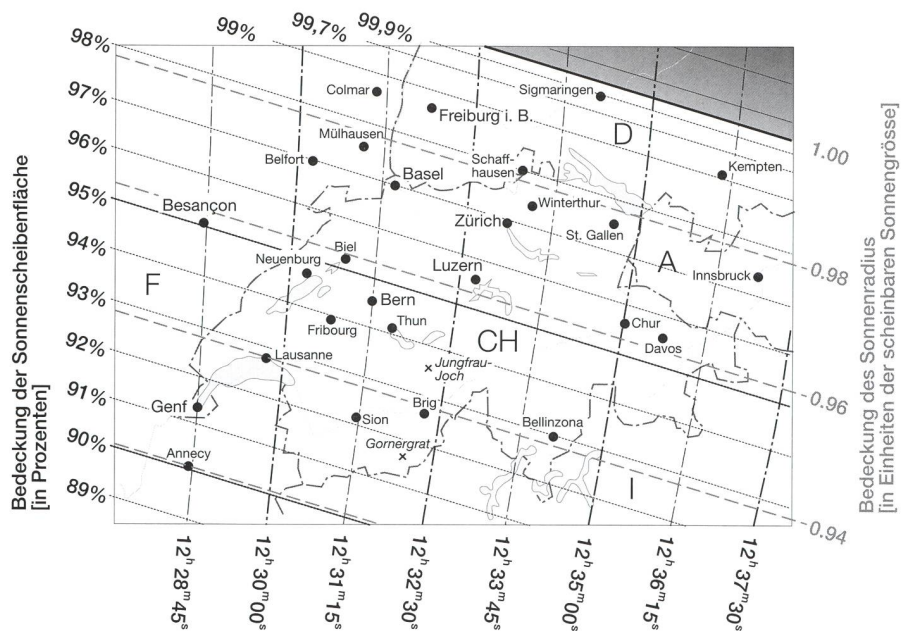 99%
99,7%
99,9%
98%
97%
96%
95%
94%
93%
92%
91%
90%
89%
Bedeckung der Sonnenscheibenfläche
[in Prozenten]
Colmar
Sigmaringen
Freiburg i. B.
D
Mülhausen
Belfort
Basel
Schaff-
hausen
Kempten
Besançon
Winterthur
Zürich
St. Gallen
Biel
Neuenburg
Luzern
A
Innsbruck
F
Bern
Fribourg
Thun
CH
Chur
Davos
Lausanne
Jungfrau-
Joch
Genf
Brig
Sion
Bellinzona
Gornergrat
Annecy
I
1.00
0.98
0.96
0.94
Bedeckung des Sonnenradius
[in Einheiten der scheinbaren Sonnengrösse]
12h 28m 45s
12h 30m 00s
12h 31m 15s
12h 32m 30s
12h 33m 45s
12h 35m 00s
12h 36m 15s
12h 37m 30s